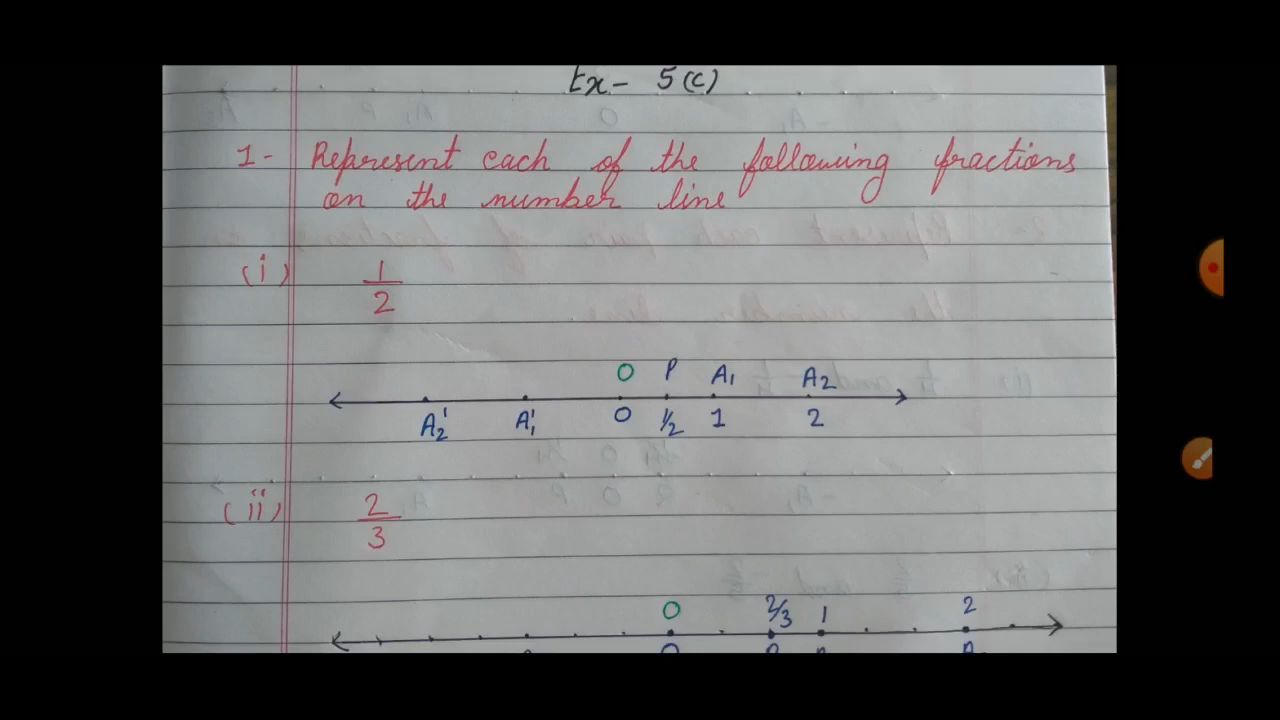 Ex - 5 (c)
1- Represent each of the following fractions
on the number line
(i) 1/2
O P A1 A2
A2' A1' 0 1/2 1 2
(ii) 2/3
O 2/3 1 2